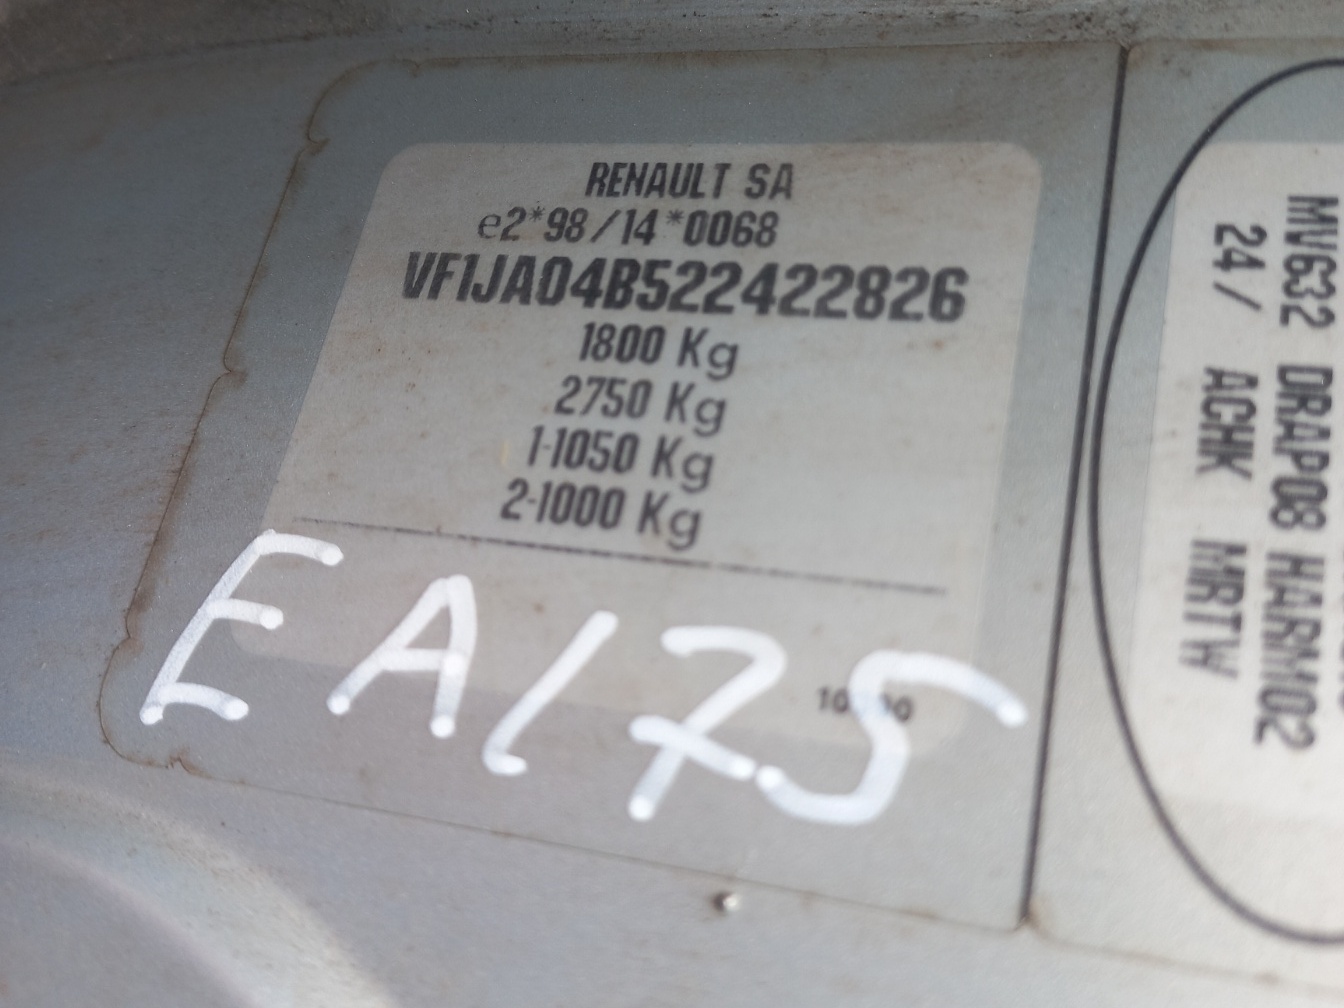 RENAULT SA
e2*98/14*0068
VF1JA04B522422826
1800 Kg
2750 Kg
1-1050 Kg
2-1000 Kg
EA175
MV632 DRAP08 HARM02
24/ ACHK MRTW